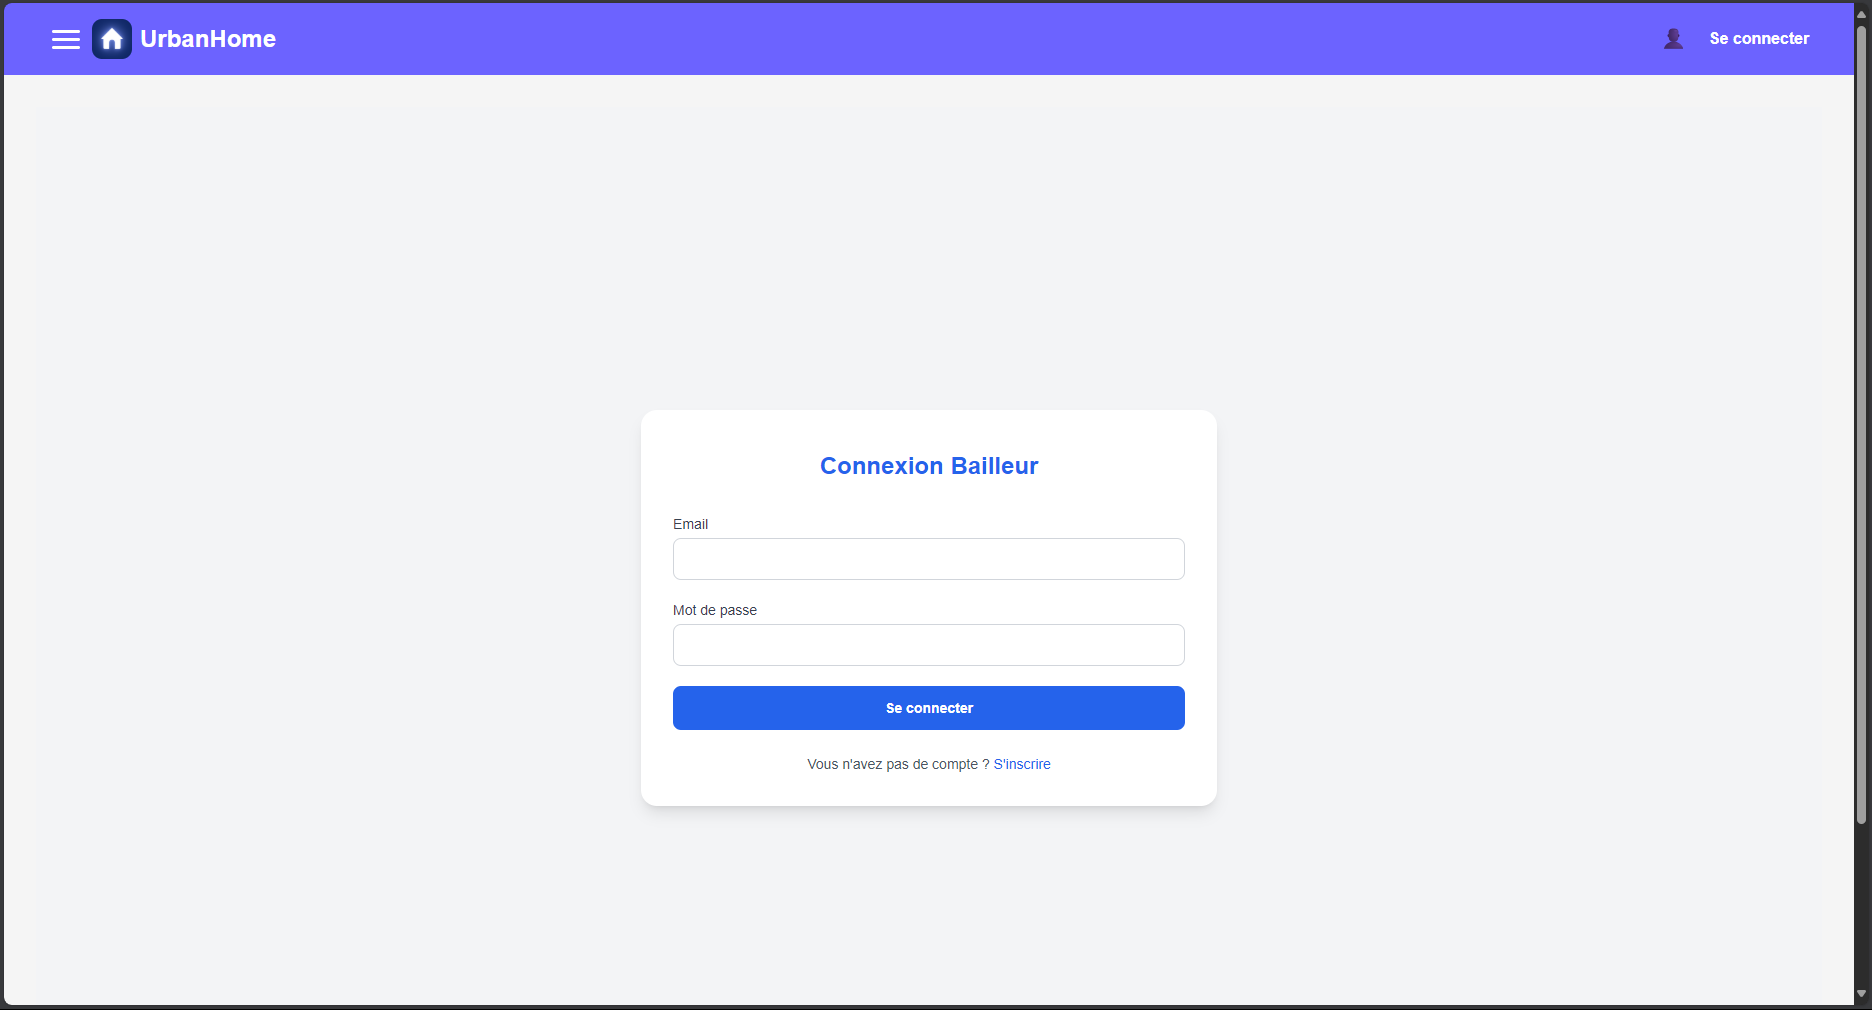 UrbanHome
Se connecter
Connexion Bailleur
Email
Mot de passe
Se connecter
Vous n'avez pas de compte ? S'inscrire